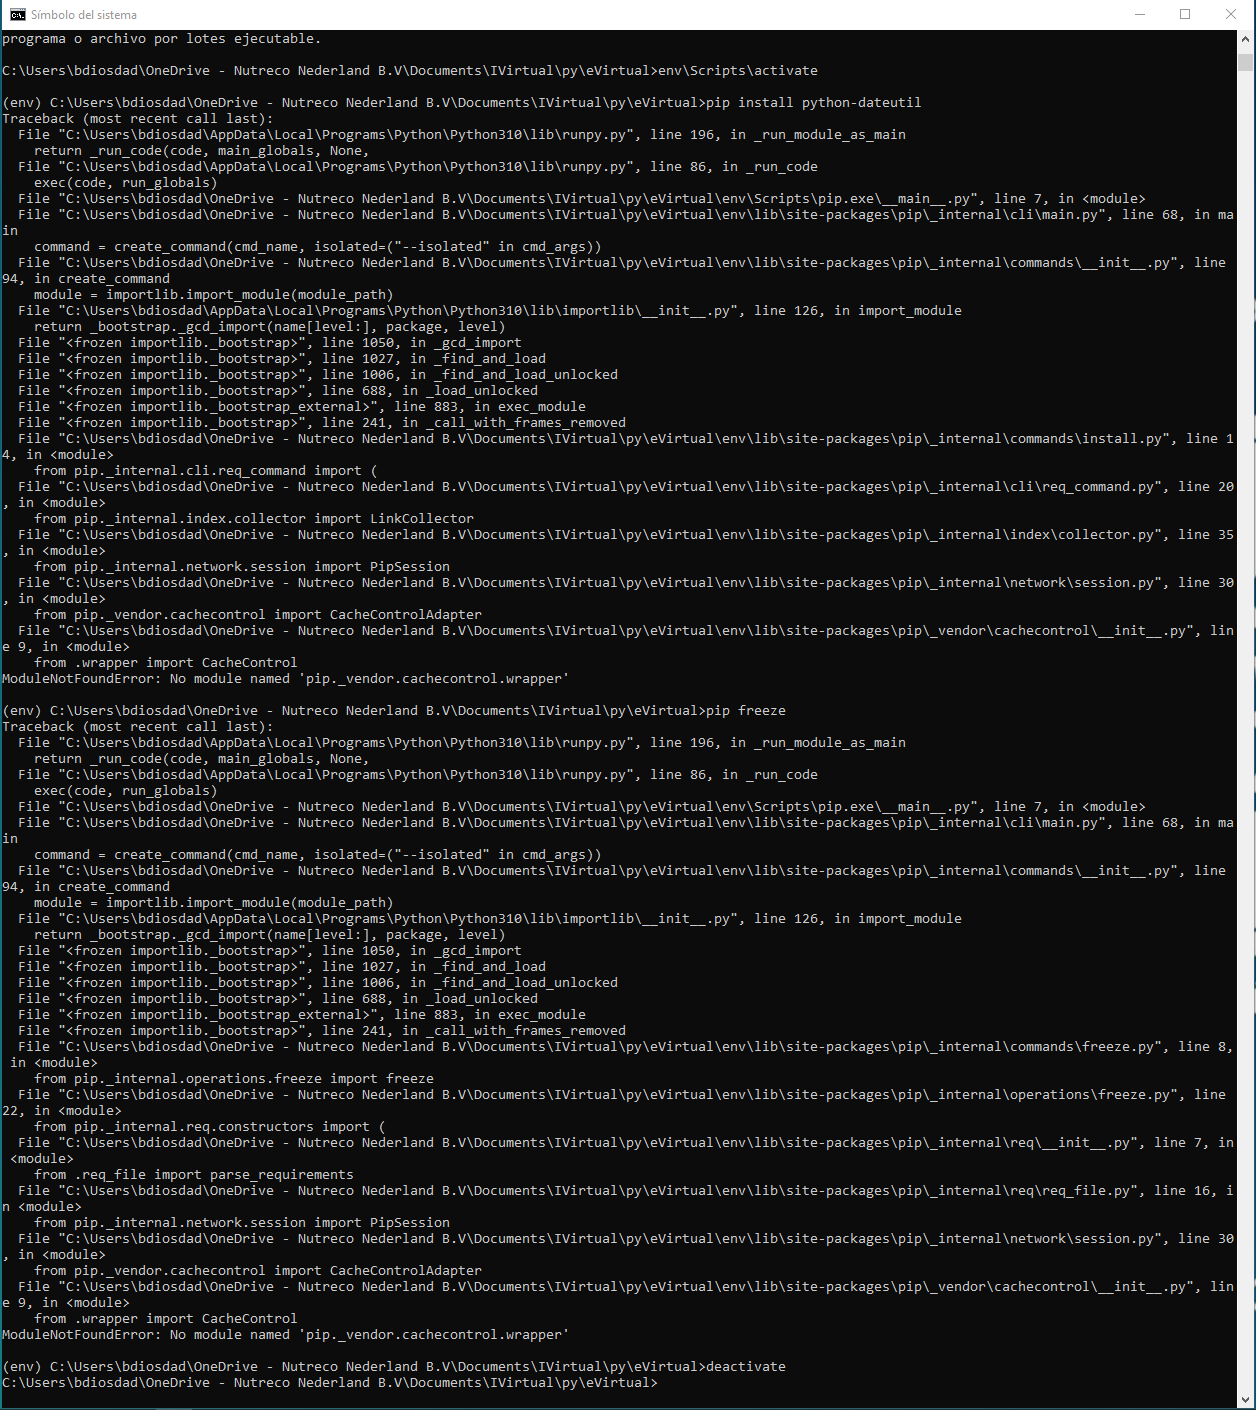 Símbolo del sistema
programa o archivo por lotes ejecutable.
C:\Users\bdiosdad\OneDrive - Nutreco Nederland B.V\Documents\IVirtual\py\eVirtual>env\Scripts\activate
(env) C:\Users\bdiosdad\OneDrive - Nutreco Nederland B.V\Documents\IVirtual\py\eVirtual>pip install python-dateutil
Traceback (most recent call last):
  File "C:\Users\bdiosdad\AppData\Local\Programs\Python\Python310\lib\runpy.py", line 196, in _run_module_as_main
    return _run_code(code, main_globals, None,
  File "C:\Users\bdiosdad\AppData\Local\Programs\Python\Python310\lib\runpy.py", line 86, in _run_code
    exec(code, run_globals)
  File "C:\Users\bdiosdad\OneDrive - Nutreco Nederland B.V\Documents\IVirtual\py\eVirtual\env\Scripts\pip.exe\__main__.py", line 7, in <module>
  File "C:\Users\bdiosdad\OneDrive - Nutreco Nederland B.V\Documents\IVirtual\py\eVirtual\env\lib\site-packages\pip\_internal\cli\main.py", line 68, in ma
in
    command = create_command(cmd_name, isolated=("--isolated" in cmd_args))
  File "C:\Users\bdiosdad\OneDrive - Nutreco Nederland B.V\Documents\IVirtual\py\eVirtual\env\lib\site-packages\pip\_internal\commands\__init__.py", line
94, in create_command
    module = importlib.import_module(module_path)
  File "C:\Users\bdiosdad\AppData\Local\Programs\Python\Python310\lib\importlib\__init__.py", line 126, in import_module
    return _bootstrap._gcd_import(name[level:], package, level)
  File "<frozen importlib._bootstrap>", line 1050, in _gcd_import
  File "<frozen importlib._bootstrap>", line 1027, in _find_and_load
  File "<frozen importlib._bootstrap>", line 1006, in _find_and_load_unlocked
  File "<frozen importlib._bootstrap>", line 688, in _load_unlocked
  File "<frozen importlib._bootstrap_external>", line 883, in exec_module
  File "<frozen importlib._bootstrap>", line 241, in _call_with_frames_removed
  File "C:\Users\bdiosdad\OneDrive - Nutreco Nederland B.V\Documents\IVirtual\py\eVirtual\env\lib\site-packages\pip\_internal\commands\install.py", line 1
4, in <module>
    from pip._internal.cli.req_command import (
  File "C:\Users\bdiosdad\OneDrive - Nutreco Nederland B.V\Documents\IVirtual\py\eVirtual\env\lib\site-packages\pip\_internal\cli\req_command.py", line 20
, in <module>
    from pip._internal.index.collector import LinkCollector
  File "C:\Users\bdiosdad\OneDrive - Nutreco Nederland B.V\Documents\IVirtual\py\eVirtual\env\lib\site-packages\pip\_internal\index\collector.py", line 35
, in <module>
    from pip._internal.network.session import PipSession
  File "C:\Users\bdiosdad\OneDrive - Nutreco Nederland B.V\Documents\IVirtual\py\eVirtual\env\lib\site-packages\pip\_internal\network\session.py", line 30
, in <module>
    from pip._vendor.cachecontrol import CacheControlAdapter
  File "C:\Users\bdiosdad\OneDrive - Nutreco Nederland B.V\Documents\IVirtual\py\eVirtual\env\lib\site-packages\pip\_vendor\cachecontrol\__init__.py", lin
e 9, in <module>
    from .wrapper import CacheControl
ModuleNotFoundError: No module named 'pip._vendor.cachecontrol.wrapper'
(env) C:\Users\bdiosdad\OneDrive - Nutreco Nederland B.V\Documents\IVirtual\py\eVirtual>pip freeze
Traceback (most recent call last):
  File "C:\Users\bdiosdad\AppData\Local\Programs\Python\Python310\lib\runpy.py", line 196, in _run_module_as_main
    return _run_code(code, main_globals, None,
  File "C:\Users\bdiosdad\AppData\Local\Programs\Python\Python310\lib\runpy.py", line 86, in _run_code
    exec(code, run_globals)
  File "C:\Users\bdiosdad\OneDrive - Nutreco Nederland B.V\Documents\IVirtual\py\eVirtual\env\Scripts\pip.exe\__main__.py", line 7, in <module>
  File "C:\Users\bdiosdad\OneDrive - Nutreco Nederland B.V\Documents\IVirtual\py\eVirtual\env\lib\site-packages\pip\_internal\cli\main.py", line 68, in ma
in
    command = create_command(cmd_name, isolated=("--isolated" in cmd_args))
  File "C:\Users\bdiosdad\OneDrive - Nutreco Nederland B.V\Documents\IVirtual\py\eVirtual\env\lib\site-packages\pip\_internal\commands\__init__.py", line
94, in create_command
    module = importlib.import_module(module_path)
  File "C:\Users\bdiosdad\AppData\Local\Programs\Python\Python310\lib\importlib\__init__.py", line 126, in import_module
    return _bootstrap._gcd_import(name[level:], package, level)
  File "<frozen importlib._bootstrap>", line 1050, in _gcd_import
  File "<frozen importlib._bootstrap>", line 1027, in _find_and_load
  File "<frozen importlib._bootstrap>", line 1006, in _find_and_load_unlocked
  File "<frozen importlib._bootstrap>", line 688, in _load_unlocked
  File "<frozen importlib._bootstrap_external>", line 883, in exec_module
  File "<frozen importlib._bootstrap>", line 241, in _call_with_frames_removed
  File "C:\Users\bdiosdad\OneDrive - Nutreco Nederland B.V\Documents\IVirtual\py\eVirtual\env\lib\site-packages\pip\_internal\commands\freeze.py", line 8,
 in <module>
    from pip._internal.operations.freeze import freeze
  File "C:\Users\bdiosdad\OneDrive - Nutreco Nederland B.V\Documents\IVirtual\py\eVirtual\env\lib\site-packages\pip\_internal\operations\freeze.py", line
22, in <module>
    from pip._internal.req.constructors import (
  File "C:\Users\bdiosdad\OneDrive - Nutreco Nederland B.V\Documents\IVirtual\py\eVirtual\env\lib\site-packages\pip\_internal\req\__init__.py", line 7, in
 <module>
    from .req_file import parse_requirements
  File "C:\Users\bdiosdad\OneDrive - Nutreco Nederland B.V\Documents\IVirtual\py\eVirtual\env\lib\site-packages\pip\_internal\req\req_file.py", line 16, i
n <module>
    from pip._internal.network.session import PipSession
  File "C:\Users\bdiosdad\OneDrive - Nutreco Nederland B.V\Documents\IVirtual\py\eVirtual\env\lib\site-packages\pip\_internal\network\session.py", line 30
, in <module>
    from pip._vendor.cachecontrol import CacheControlAdapter
  File "C:\Users\bdiosdad\OneDrive - Nutreco Nederland B.V\Documents\IVirtual\py\eVirtual\env\lib\site-packages\pip\_vendor\cachecontrol\__init__.py", lin
e 9, in <module>
    from .wrapper import CacheControl
ModuleNotFoundError: No module named 'pip._vendor.cachecontrol.wrapper'
(env) C:\Users\bdiosdad\OneDrive - Nutreco Nederland B.V\Documents\IVirtual\py\eVirtual>deactivate
C:\Users\bdiosdad\OneDrive - Nutreco Nederland B.V\Documents\IVirtual\py\eVirtual>